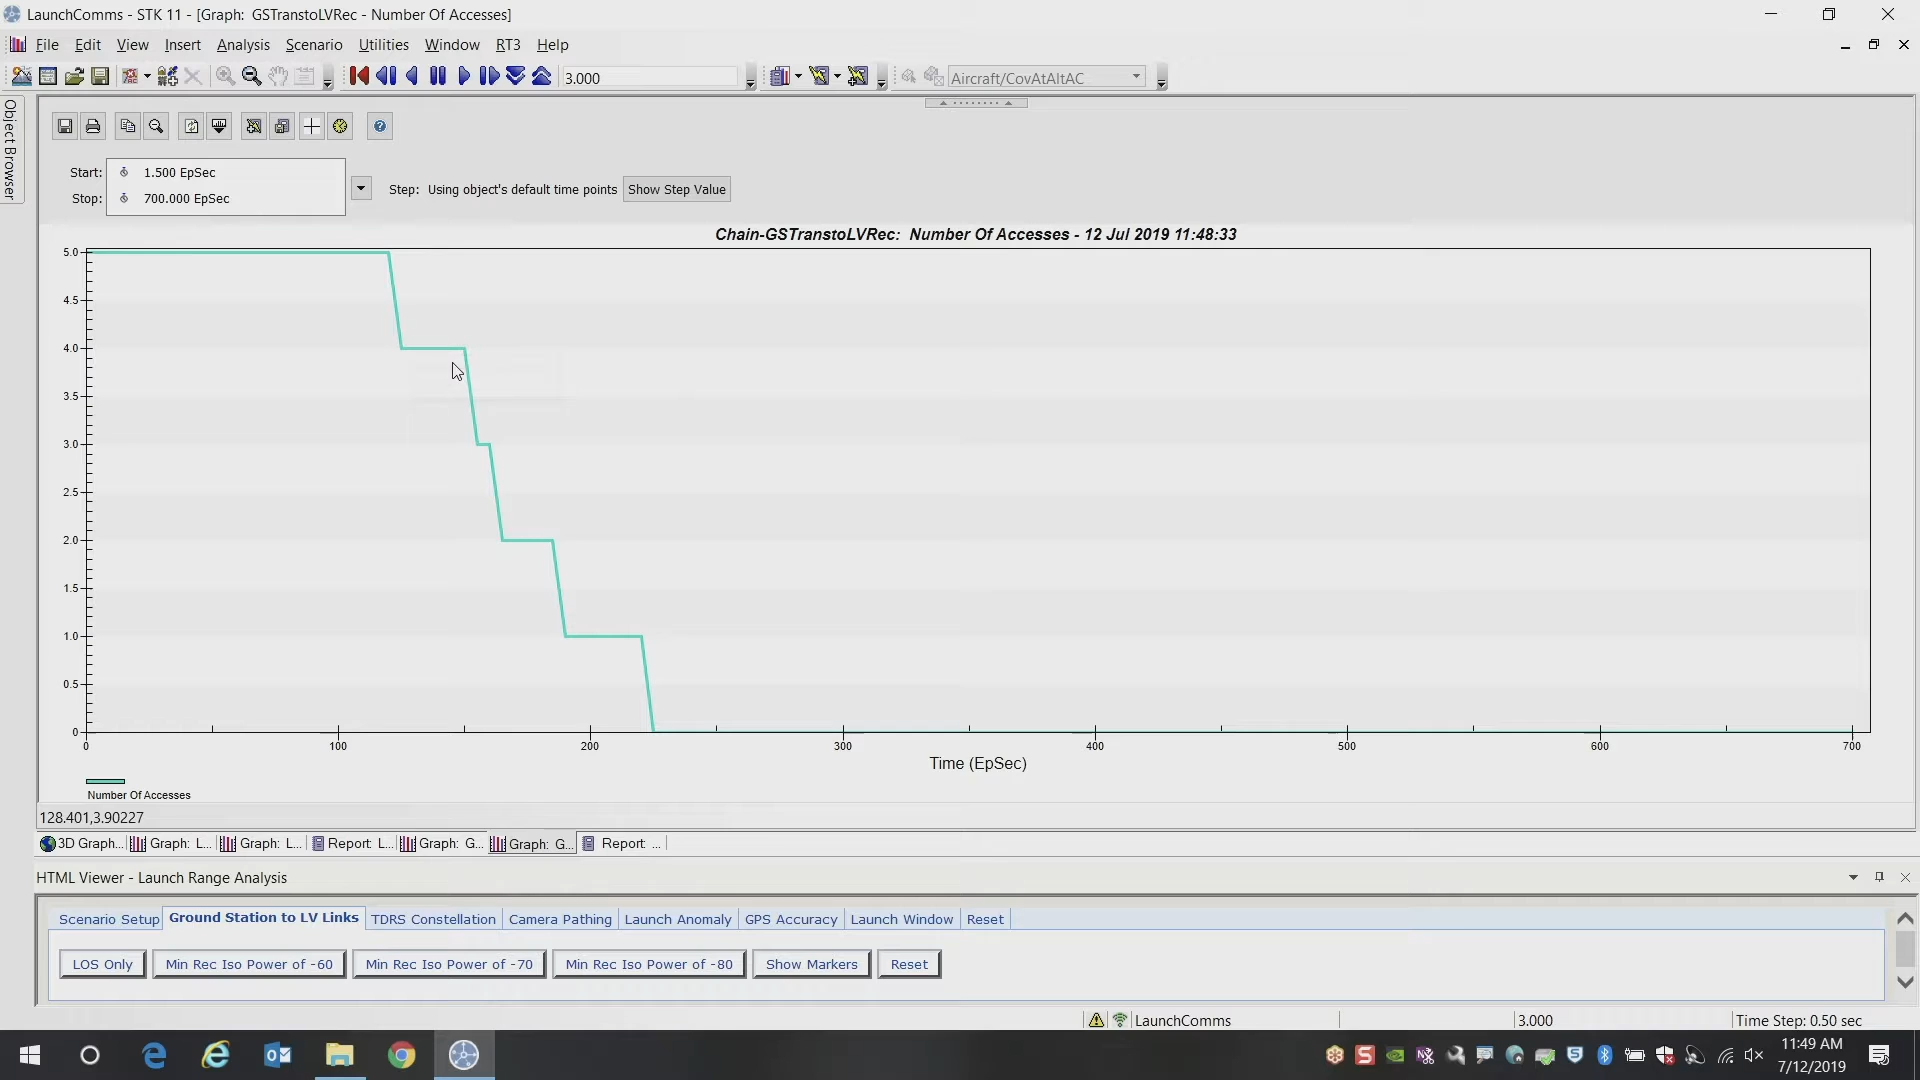 LaunchComms - STK 11 - [Graph:  GSTranstoLVRec - Number Of Accesses]
File Edit View Insert Analysis Scenario Utilities Window RT3 Help
3.000 Aircraft/CovAtAltAC
Object Browser
Start: 1.500 EpSec
Stop: 700.000 EpSec
Step: Using object's default time points Show Step Value
Chain-GSTranstoLVRec:  Number Of Accesses - 12 Jul 2019 11:48:33
5.0
4.5
4.0
3.5
3.0
2.5
2.0
1.5
1.0
0.5
0
0 100 200 300 400 500 600 700
Time (EpSec)
Number Of Accesses
128.401,3.90227
3D Graph... Graph: L... Graph: L... Report: L... Graph: G... Graph: G... Report: ...
HTML Viewer - Launch Range Analysis
Scenario Setup Ground Station to LV Links TDRS Constellation Camera Pathing Launch Anomaly GPS Accuracy Launch Window Reset
LOS Only Min Rec Iso Power of -60 Min Rec Iso Power of -70 Min Rec Iso Power of -80 Show Markers Reset
LaunchComms 3.000 Time Step: 0.50 sec
11:49 AM
7/12/2019